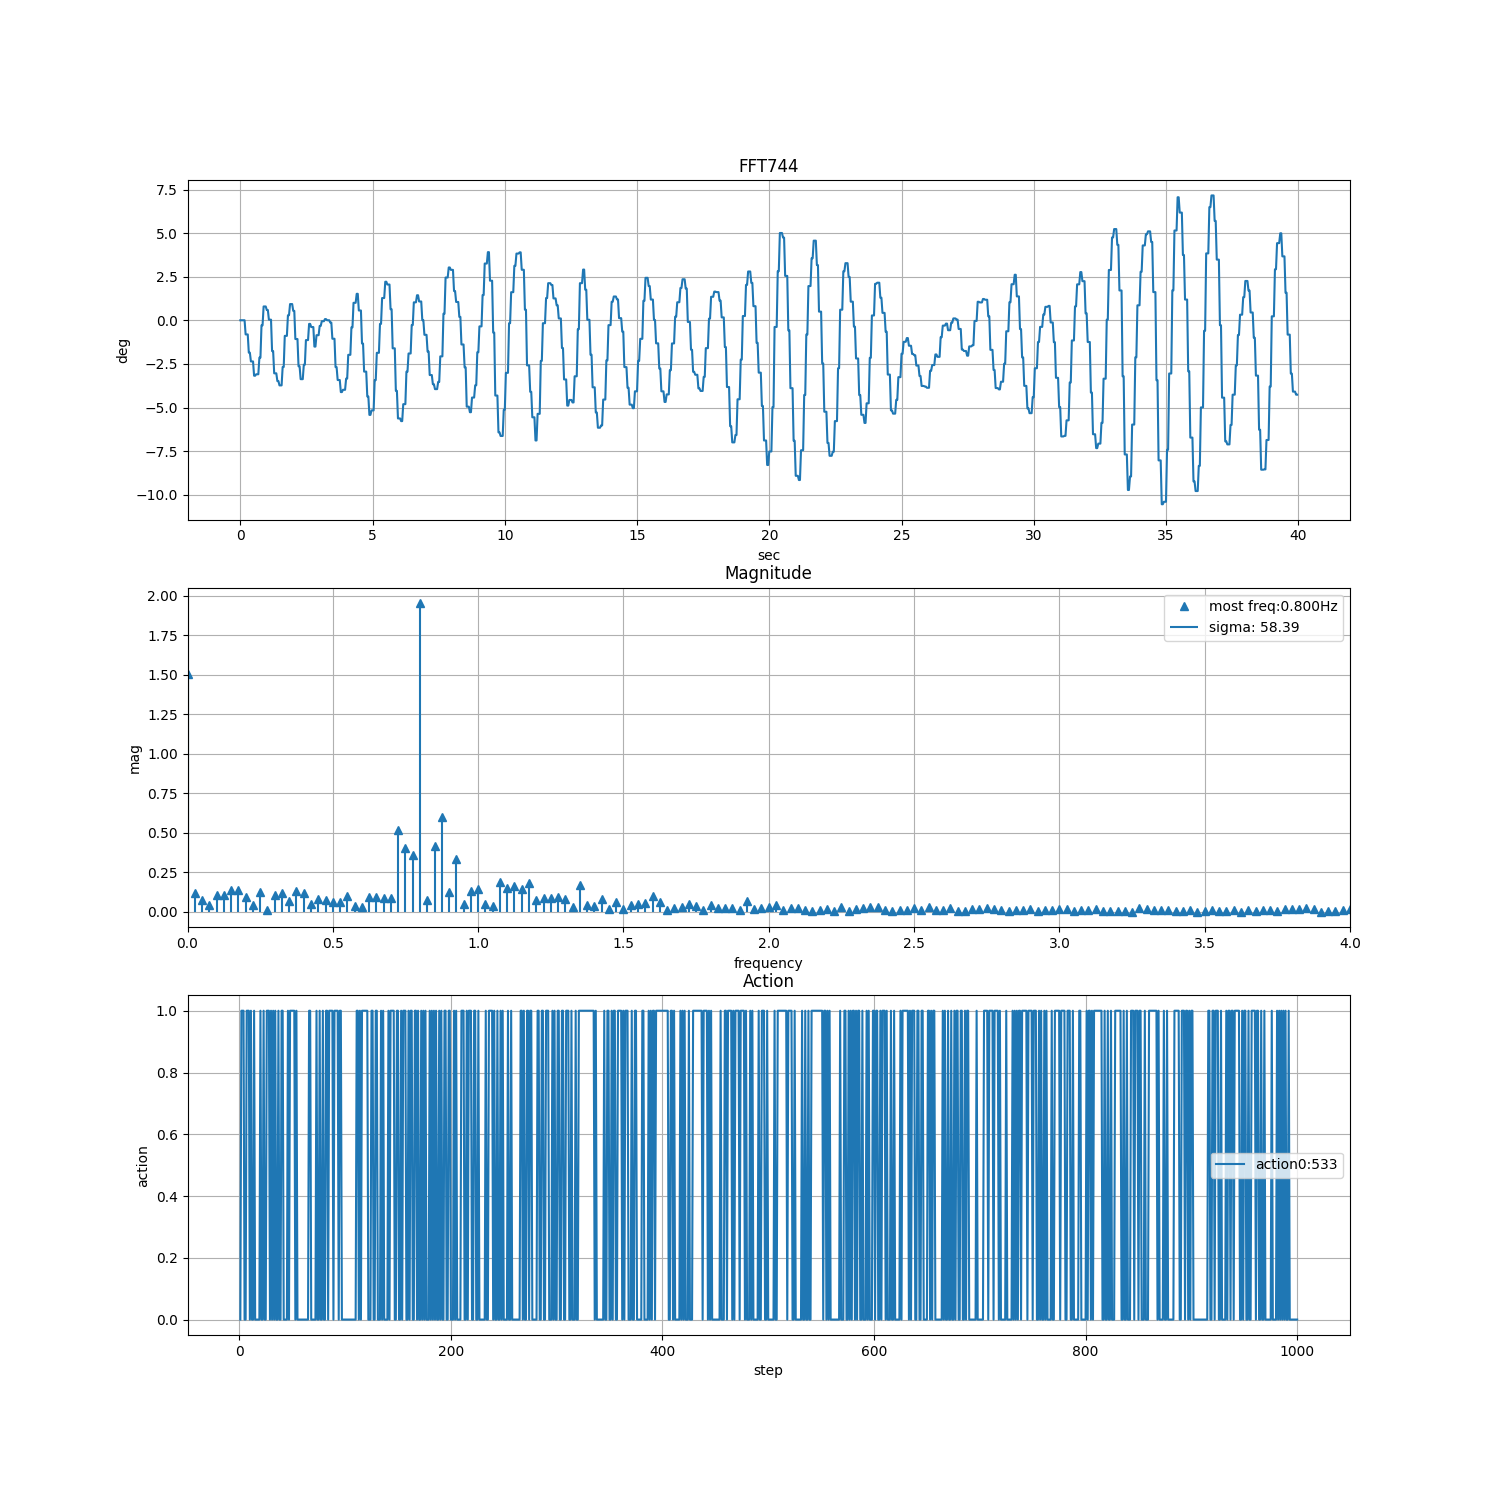 FFT744
7.5
5.0
2.5
0.0
−2.5
−5.0
−7.5
−10.0
deg
0 5 10 15 20 25 30 35 40
sec
Magnitude
2.00
1.75
1.50
1.25
1.00
0.75
0.50
0.25
0.00
mag
most freq:0.800Hz
sigma: 58.39
0.0 0.5 1.0 1.5 2.0 2.5 3.0 3.5 4.0
frequency
Action
1.0
0.8
0.6
0.4
0.2
0.0
action
action0:533
0 200 400 600 800 1000
step